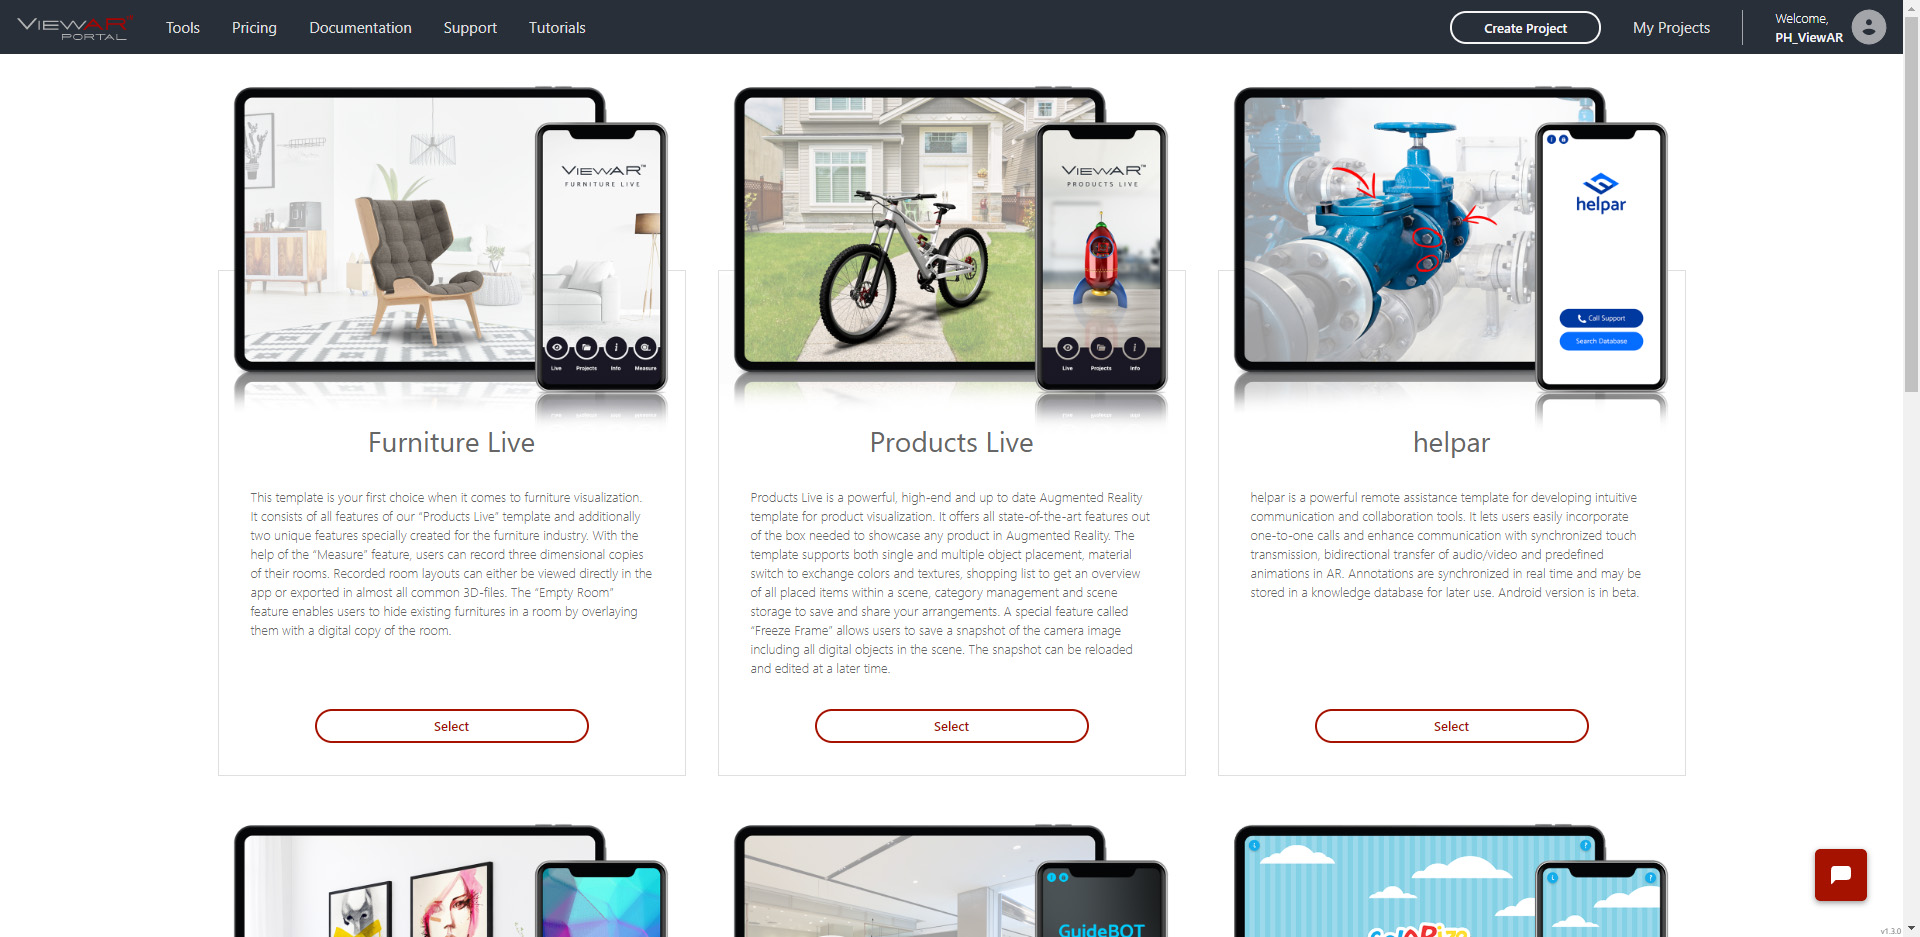 VIEWAR™
PORTAL
Tools
Pricing
Documentation
Support
Tutorials
Create Project
My Projects
Welcome,
PH_ViewAR
VIEWAR™
FURNITURE LIVE
Live
Projects
Info
Measure
VIEWAR™
PRODUCTS LIVE
Live
Projects
Info
helpar
Call Support
Search Database
Furniture Live
This template is your first choice when it comes to furniture visualization.
It consists of all features of our “Products Live” template and additionally
two unique features specially created for the furniture industry. With the
help of the “Measure” feature, users can record three dimensional copies
of their rooms. Recorded room layouts can either be viewed directly in the
app or exported in almost all common 3D-files. The “Empty Room”
feature enables users to hide existing furnitures in a room by overlaying
them with a digital copy of the room.
Select
Products Live
Products Live is a powerful, high-end and up to date Augmented Reality
template for product visualization. It offers all state-of-the-art features out
of the box needed to showcase any product in Augmented Reality. The
template supports both single and multiple object placement, material
switch to exchange colors and textures, shopping list to get an overview
of all placed items within a scene, category management and scene
storage to save and share your arrangements. A special feature called
“Freeze Frame” allows users to save a snapshot of the camera image
including all digital objects in the scene. The snapshot can be reloaded
and edited at a later time.
Select
helpar
helpar is a powerful remote assistance template for developing intuitive
communication and collaboration tools. It lets users easily incorporate
one-to-one calls and enhance communication with synchronized touch
transmission, bidirectional transfer of audio/video and predefined
animations in AR. Annotations are synchronized in real time and may be
stored in a knowledge database for later use. Android version is in beta.
Select
GuideBOT
v1.3.0